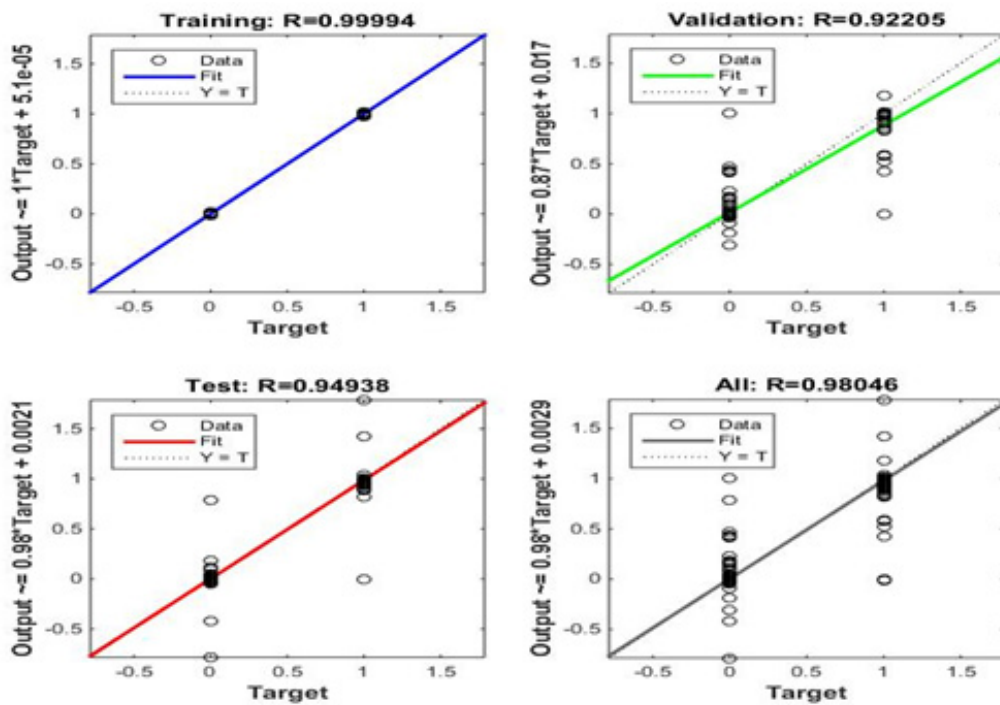 Training: R=0.99994
Output ~= 1*Target + 5.1e-05
1.5
1
0.5
0
-0.5
Data
Fit
Y = T
-0.5 0 0.5 1 1.5
Target
Validation: R=0.92205
Output ~= 0.87*Target + 0.017
1.5
1
0.5
0
-0.5
Data
Fit
Y = T
-0.5 0 0.5 1 1.5
Target
Test: R=0.94938
Output ~= 0.98*Target + 0.0021
1.5
1
0.5
0
-0.5
Data
Fit
Y = T
-0.5 0 0.5 1 1.5
Target
All: R=0.98046
Output ~= 0.98*Target + 0.0029
1.5
1
0.5
0
-0.5
Data
Fit
Y = T
-0.5 0 0.5 1 1.5
Target